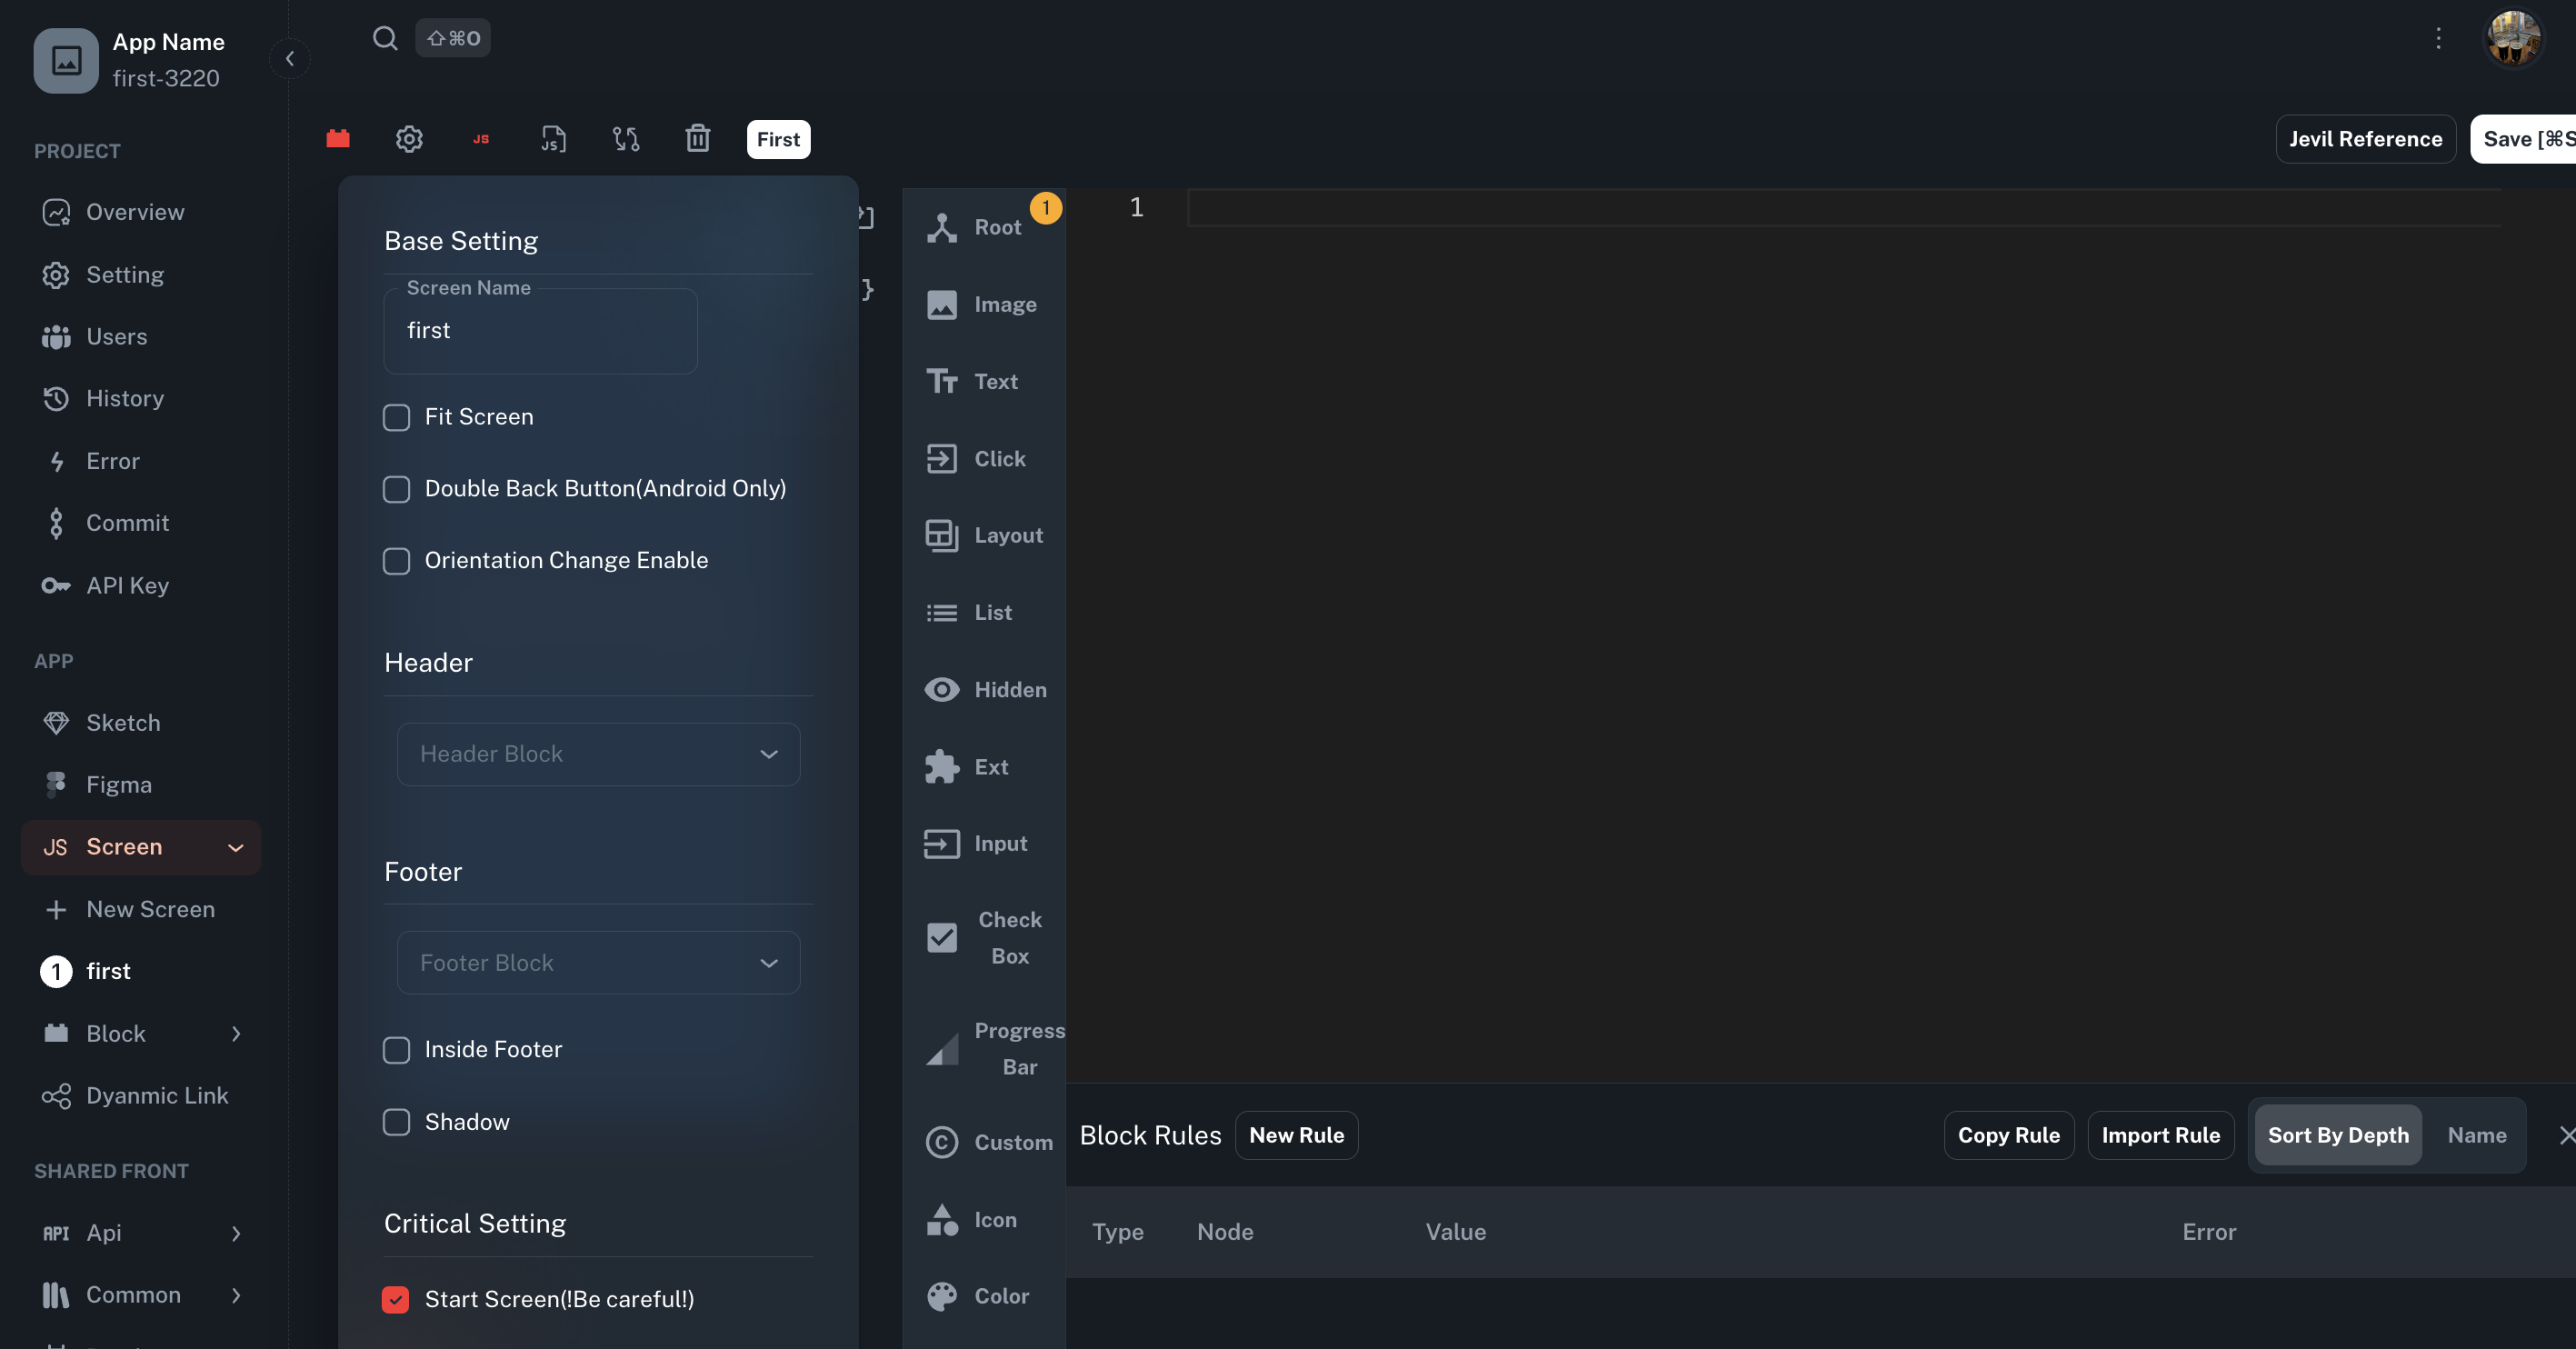 App Name
first-3220
⇧⌘O
JS
JS
First
Jevil Reference
Save [⌘S
PROJECT
Overview
Setting
Users
History
Error
Commit
API Key
APP
Sketch
Figma
JS Screen
New Screen
1 first
Block
Dyanmic Link
SHARED FRONT
API Api
Common
Base Setting
Screen Name
first
Fit Screen
Double Back Button(Android Only)
Orientation Change Enable
Header
Header Block
Footer
Footer Block
Inside Footer
Shadow
Critical Setting
Start Screen(!Be careful!)
}
Root
1
Image
Text
Click
Layout
List
Hidden
Ext
Input
Check
Box
Progress
Bar
Custom
Icon
Color
1
Block Rules
New Rule
Copy Rule
Import Rule
Sort By Depth
Name
Type
Node
Value
Error